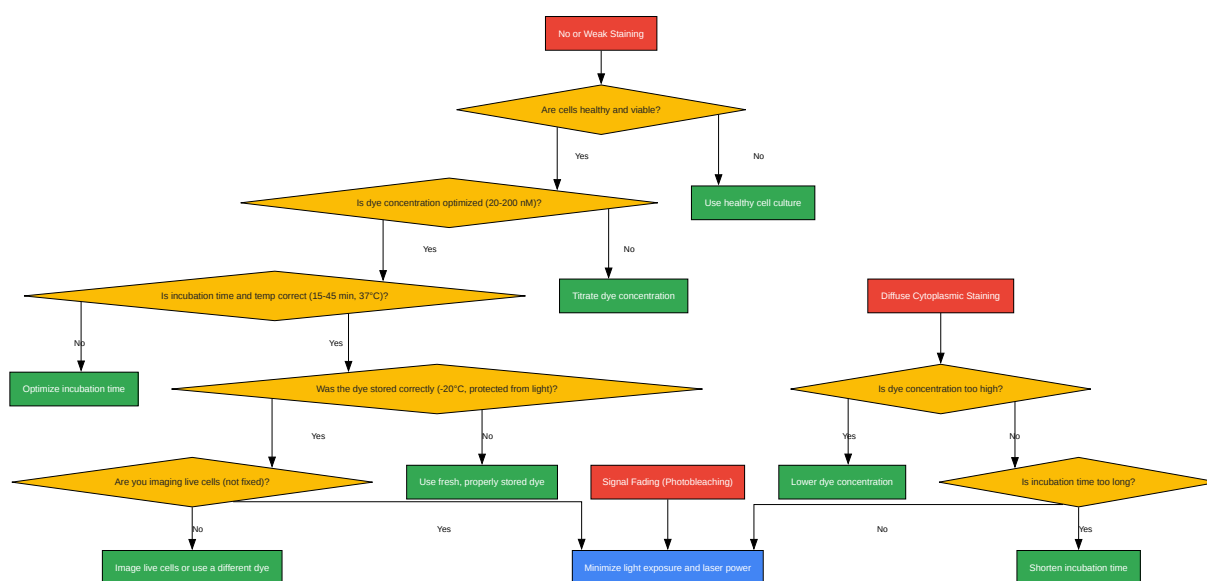 No or Weak Staining
Are cells healthy and viable?
Yes
No
Use healthy cell culture
Is dye concentration optimized (20-200 nM)?
Yes
No
Is incubation time and temp correct (15-45 min, 37°C)?
Titrate dye concentration
Diffuse Cytoplasmic Staining
No
Yes
Optimize incubation time
Was the dye stored correctly (-20°C, protected from light)?
Is dye concentration too high?
Yes
No
Yes
No
Are you imaging live cells (not fixed)?
Use fresh, properly stored dye
Signal Fading (Photobleaching)
Lower dye concentration
Is incubation time too long?
No
Yes
No
Yes
Image live cells or use a different dye
Minimize light exposure and laser power
Shorten incubation time